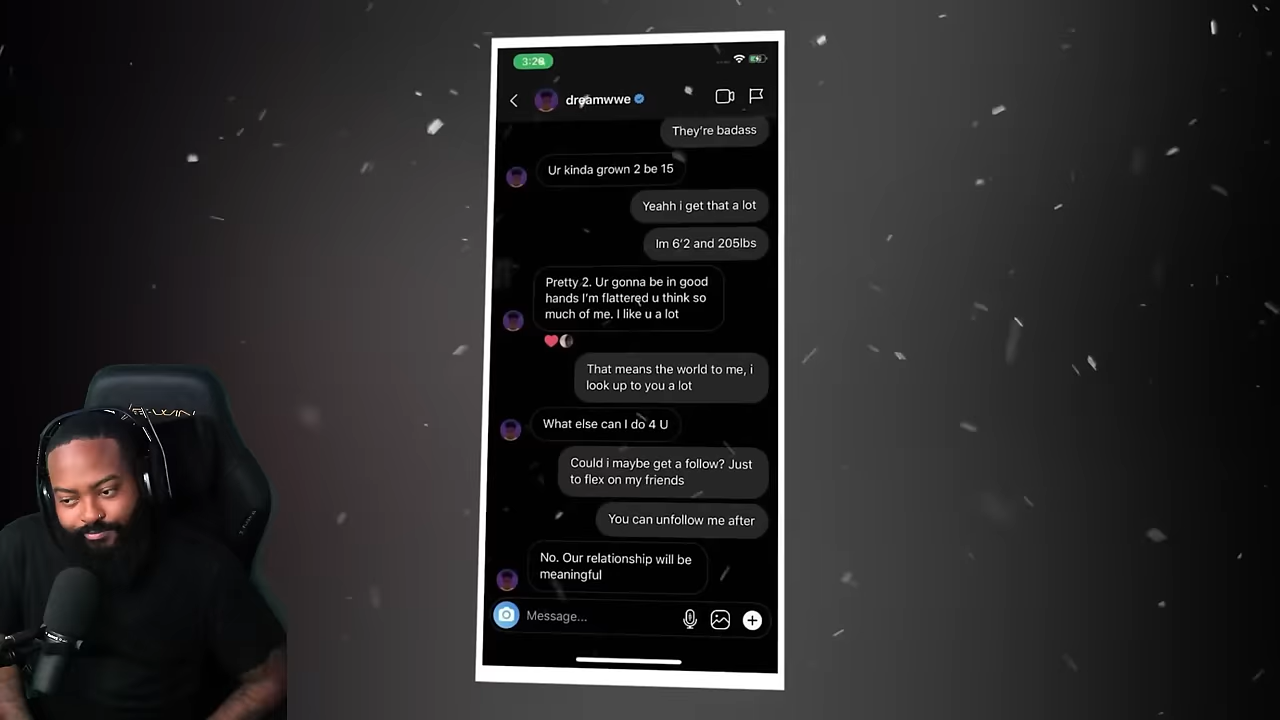 3:26
dreamwwe
They're badass
Ur kinda grown 2 be 15
Yeahh i get that a lot
Im 6'2 and 205lbs
Pretty 2. Ur gonna be in good
hands I'm flattered u think so
much of me. I like u a lot
That means the world to me, i
look up to you a lot
What else can I do 4 U
Could i maybe get a follow? Just
to flex on my friends
You can unfollow me after
No. Our relationship will be
meaningful
Message...